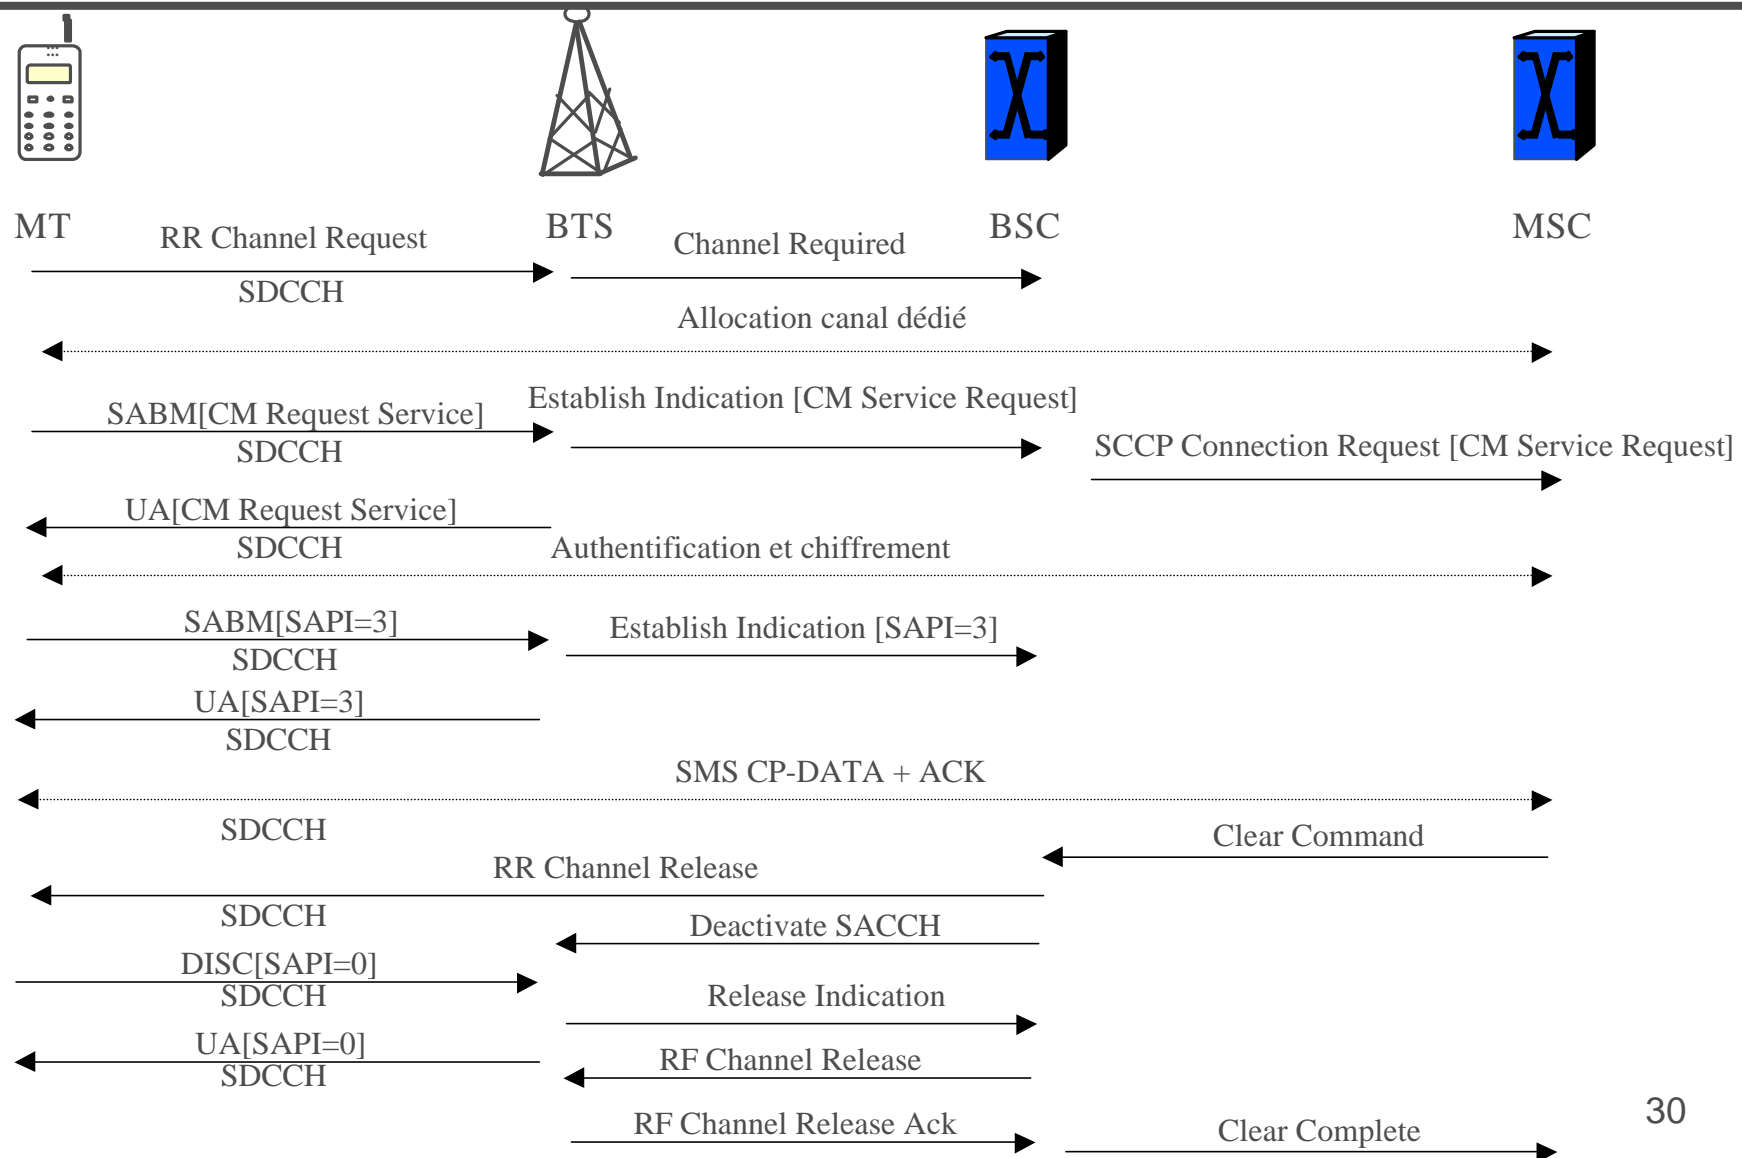 MT
BTS
BSC
MSC
RR Channel Request
Channel Required
SDCCH
Allocation canal dédié
SABM[CM Request Service]
Establish Indication [CM Service Request]
SDCCH
SCCP Connection Request [CM Service Request]
UA[CM Request Service]
SDCCH
Authentification et chiffrement
SABM[SAPI=3]
Establish Indication [SAPI=3]
SDCCH
UA[SAPI=3]
SDCCH
SMS CP-DATA + ACK
SDCCH
Clear Command
RR Channel Release
SDCCH
Deactivate SACCH
DISC[SAPI=0]
SDCCH
Release Indication
UA[SAPI=0]
SDCCH
RF Channel Release
RF Channel Release Ack
Clear Complete
30